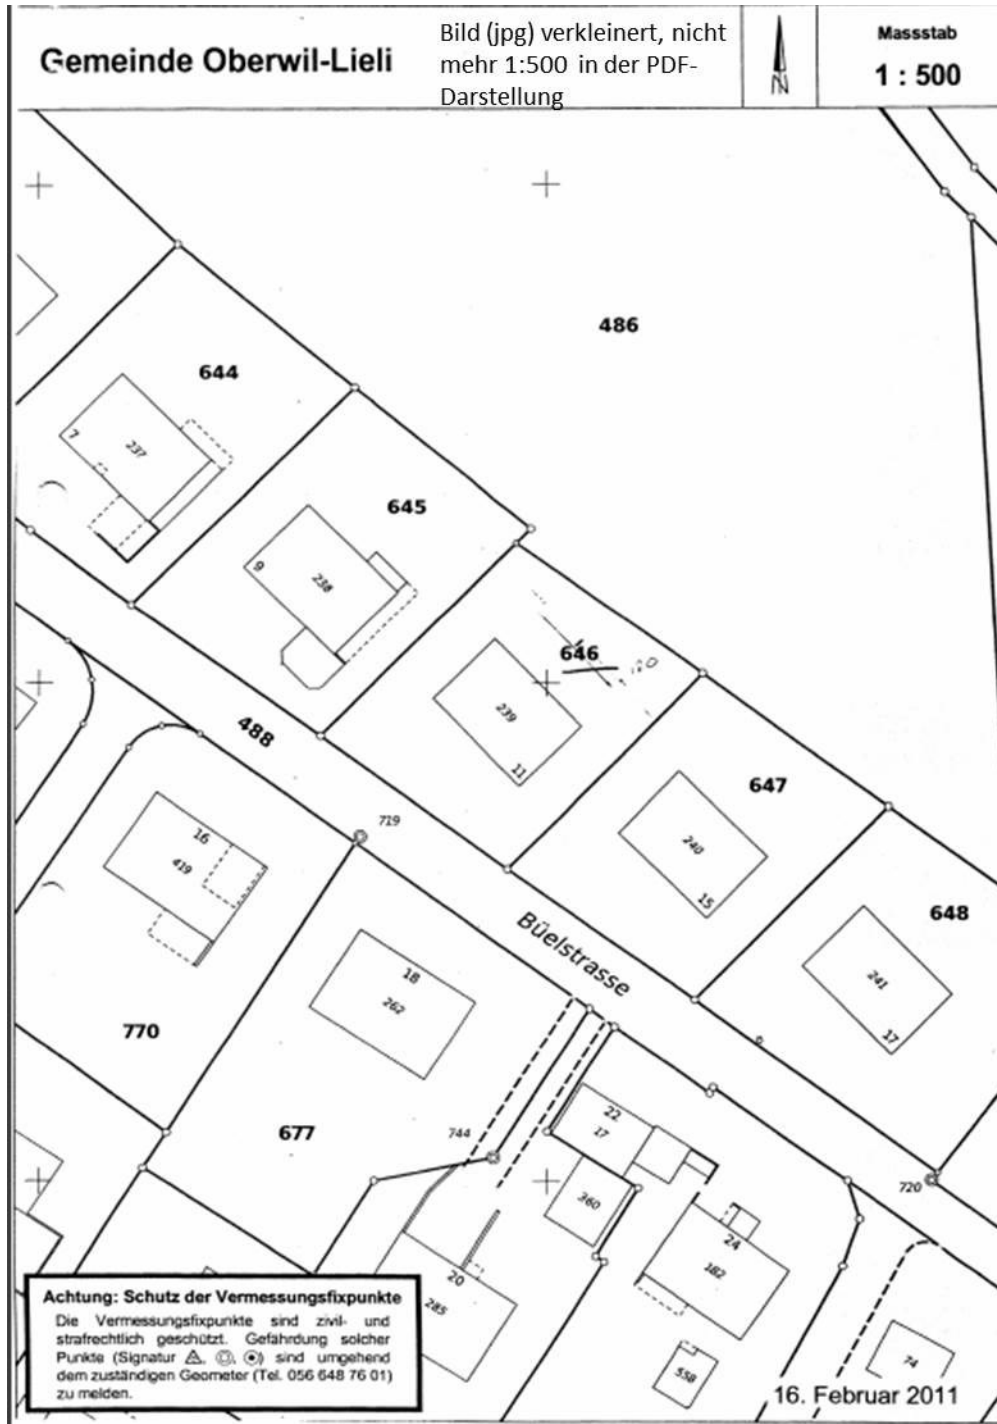 Gemeinde Oberwil-Lieli
Bild (jpg) verkleinert, nicht
mehr 1:500 in der PDF-
Darstellung
N
Massstab
1 : 500
486
644
7
237
645
9
238
646
239
11
488
647
240
15
719
16
419
648
241
17
Büelstrasse
18
262
770
677
744
22
17
360
720
24
182
20
285
558
74
Achtung: Schutz der Vermessungsfixpunkte
Die Vermessungsfixpunkte sind zivil- und
strafrechtlich geschützt. Gefährdung solcher
Punkte (Signatur , , ) sind umgehend
dem zuständigen Geometer (Tel. 056 648 76 01)
zu melden.
16. Februar 2011